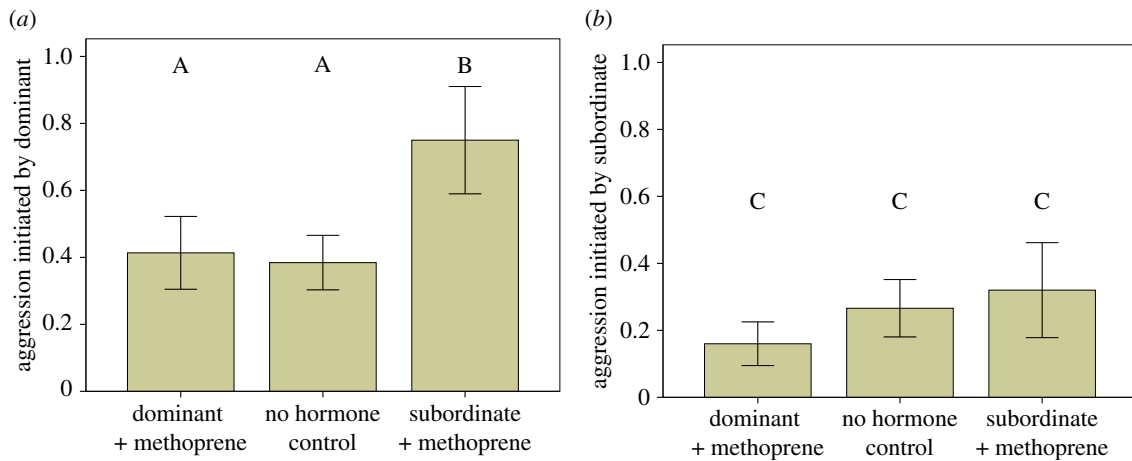 (a)
aggression initiated by dominant
1.0
0.8
0.6
0.4
0.2
0
A
A
B
dominant
+ methoprene
no hormone
control
subordinate
+ methoprene
(b)
aggression initiated by subordinate
1.0
0.8
0.6
0.4
0.2
0
C
C
C
dominant
+ methoprene
no hormone
control
subordinate
+ methoprene